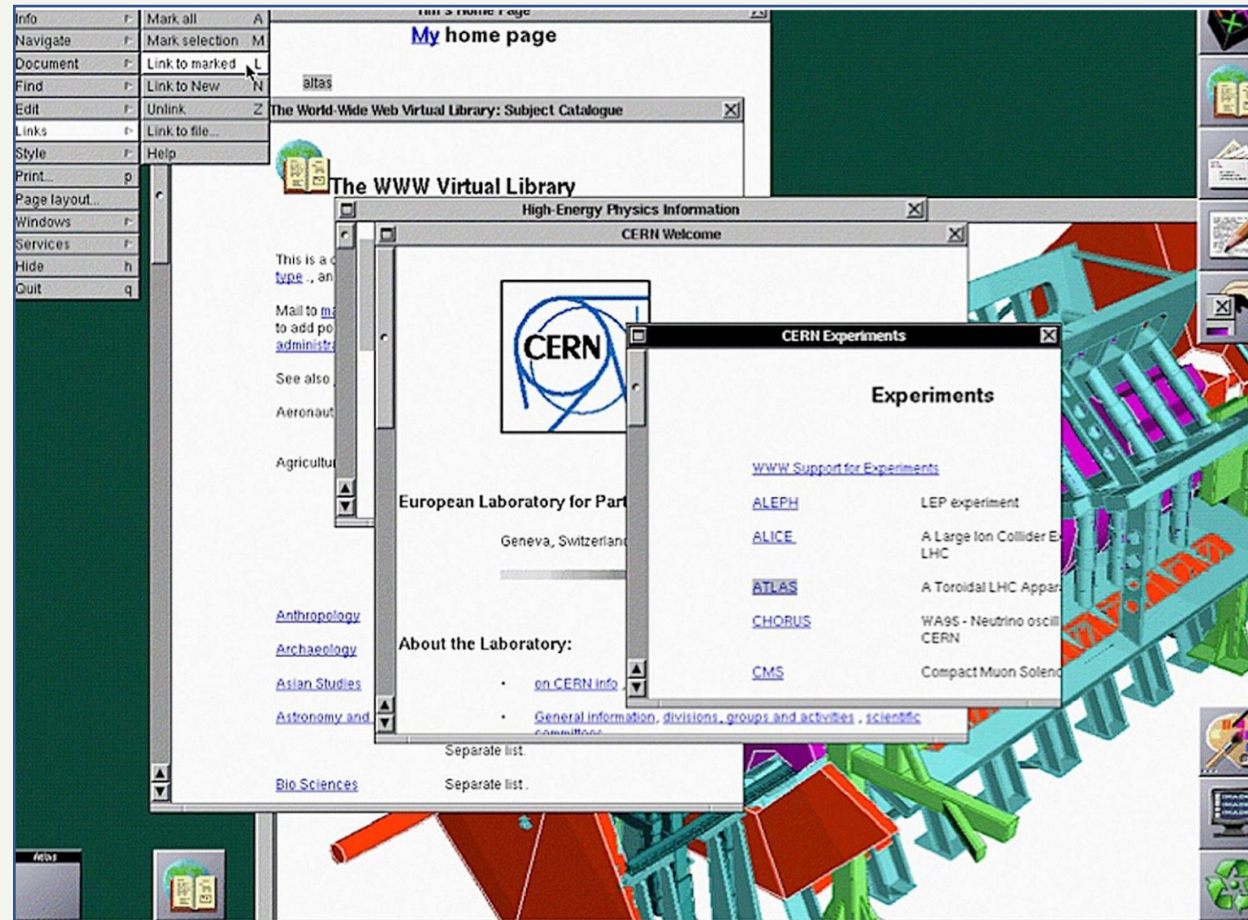 Info
Navigate
Document
Find
Edit
Links
Style
Print... p
Page layout...
Windows
Services
Hide h
Quit q
Mark all A
Mark selection M
Link to marked L
Link to New N
Unlink Z
Link to file...
Help
Tim's Home Page
My home page
altas
The World-Wide Web Virtual Library: Subject Catalogue
The WWW Virtual Library
This is a
type ., an
Mail to
to add po
administra
See also
Aeronaut
Agricultu
Anthropology
Archaeology
Asian Studies
Astronomy and
Separate list.
Bio Sciences Separate list .
High-Energy Physics Information
CERN Welcome
CERN
European Laboratory for Part
Geneva, Switzerland
About the Laboratory:
· on CERN info ,
· General information, divisions, groups and activities , scientific
committees
CERN Experiments
Experiments
WWW Support for Experiments
ALEPH LEP experiment
ALICE A Large Ion Collider E
LHC
ATLAS A Toroidal LHC Appar
CHORUS WA95 - Neutrino oscill
CERN
CMS Compact Muon Soleno